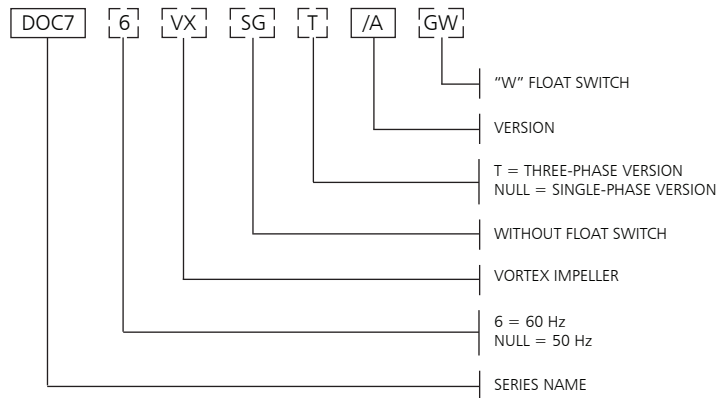 DOC7 6 VX SG T /A GW
“W” FLOAT SWITCH
VERSION
T = THREE-PHASE VERSION
NULL = SINGLE-PHASE VERSION
WITHOUT FLOAT SWITCH
VORTEX IMPELLER
6 = 60 Hz
NULL = 50 Hz
SERIES NAME